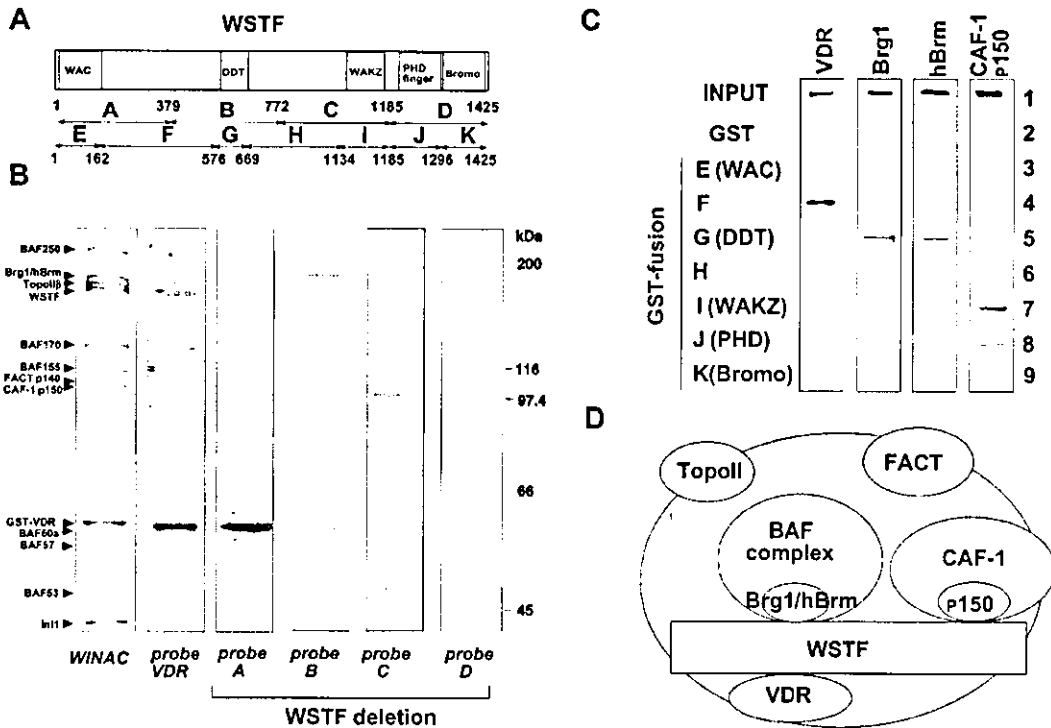 A
WSTF
WAC
DDT
WAKZ
PHD
finger
Bromo
1 A 379 B 772 C 1185 D 1425
E F G H I J K
1 162 576 669 1134 1185 1296 1425
B
BAF250
Brg1/hBrm
TopoIIβ
WSTF
BAF170
BAF155
FACT p140
CAF-1 p150
GST-VDR
BAF60a
BAF57
BAF53
Ini1
kDa
200
116
97.4
66
45
WINAC
probe
VDR
probe
A
probe
B
probe
C
probe
D
WSTF deletion
C
VDR
Brg1
hBrm
CAF-1
p150
INPUT 1
GST 2
GST-fusion
E (WAC) 3
F 4
G (DDT) 5
H 6
I (WAKZ) 7
J (PHD) 8
K(Bromo) 9
D
TopoII
FACT
BAF
complex
CAF-1
Brg1/hBrm
p150
WSTF
VDR